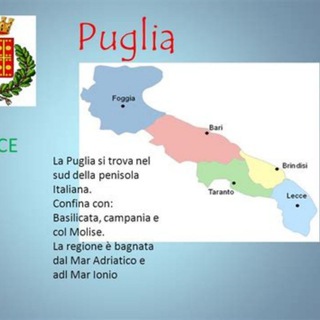 Puglia
CE
Foggia
Bari
Brindisi
Taranto
Lecce
La Puglia si trova nel
sud della penisola
Italiana.
Confina con:
Basilicata, campania e
col Molise.
La regione è bagnata
dal Mar Adriatico e
adl Mar Ionio